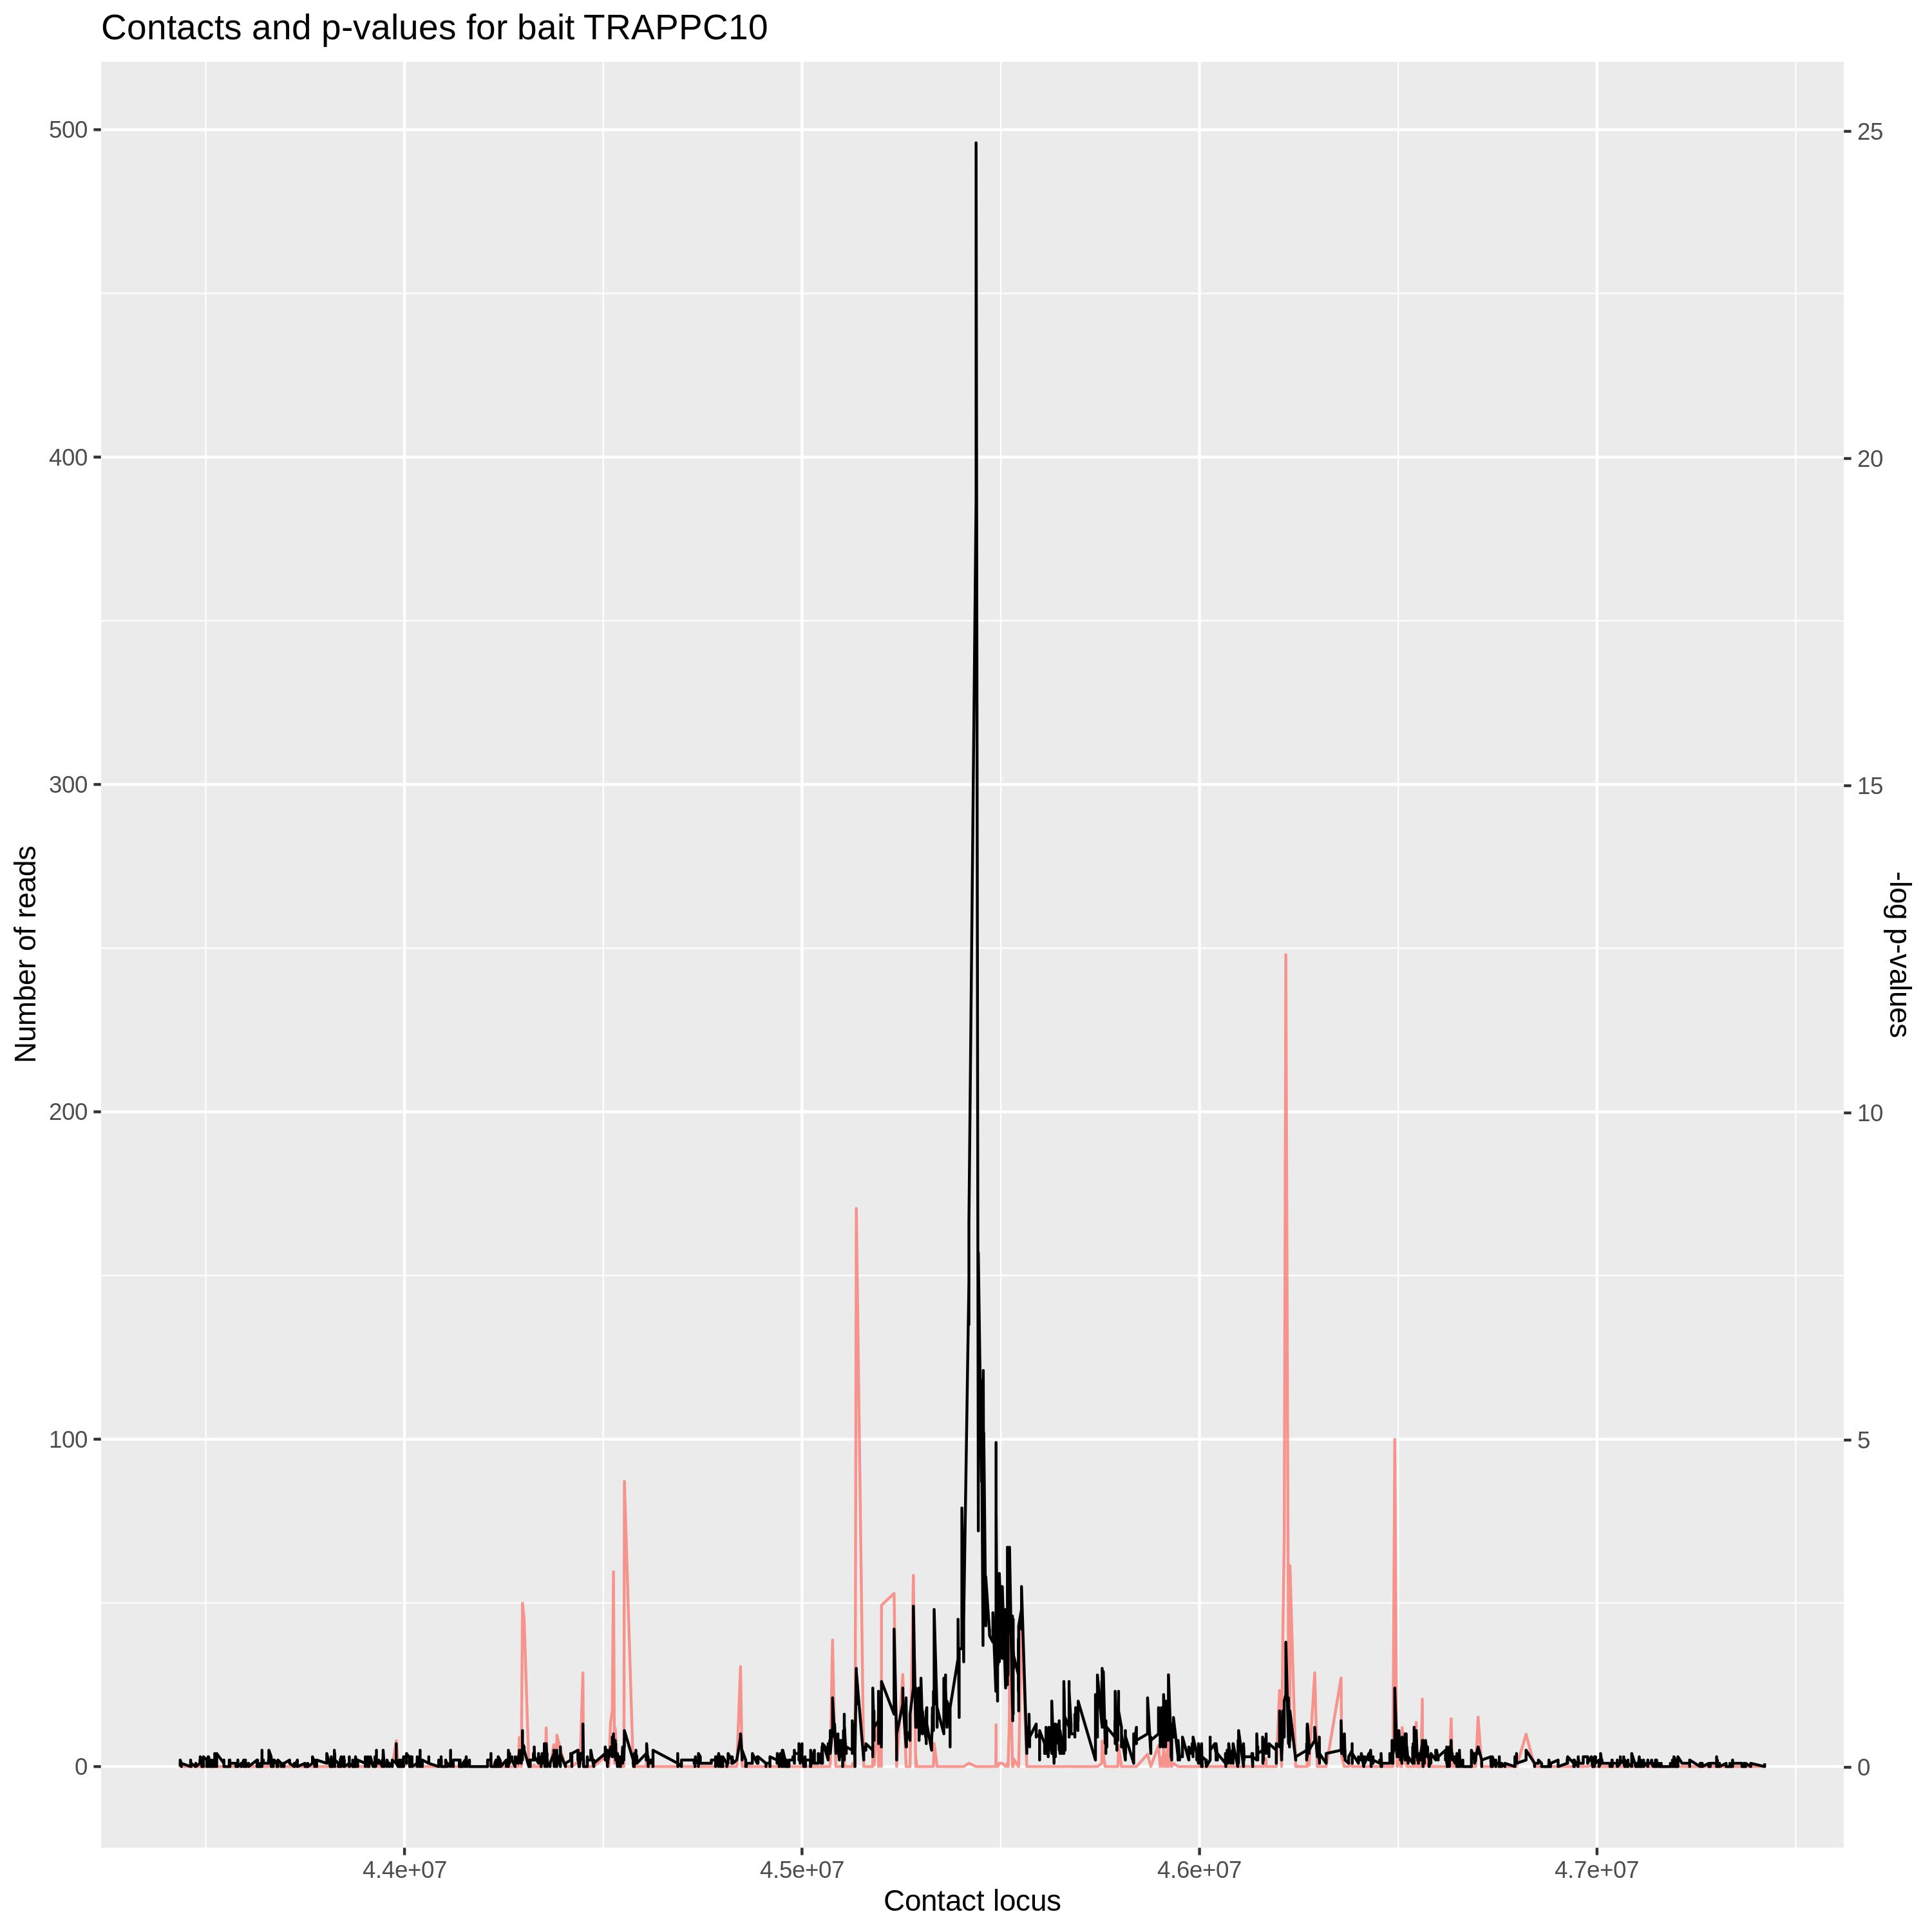 Contacts and p-values for bait TRAPPC10
500
400
300
200
100
0
Number of reads
25
20
15
10
5
0
-log p-values
4.4e+07
4.5e+07
4.6e+07
4.7e+07
Contact locus